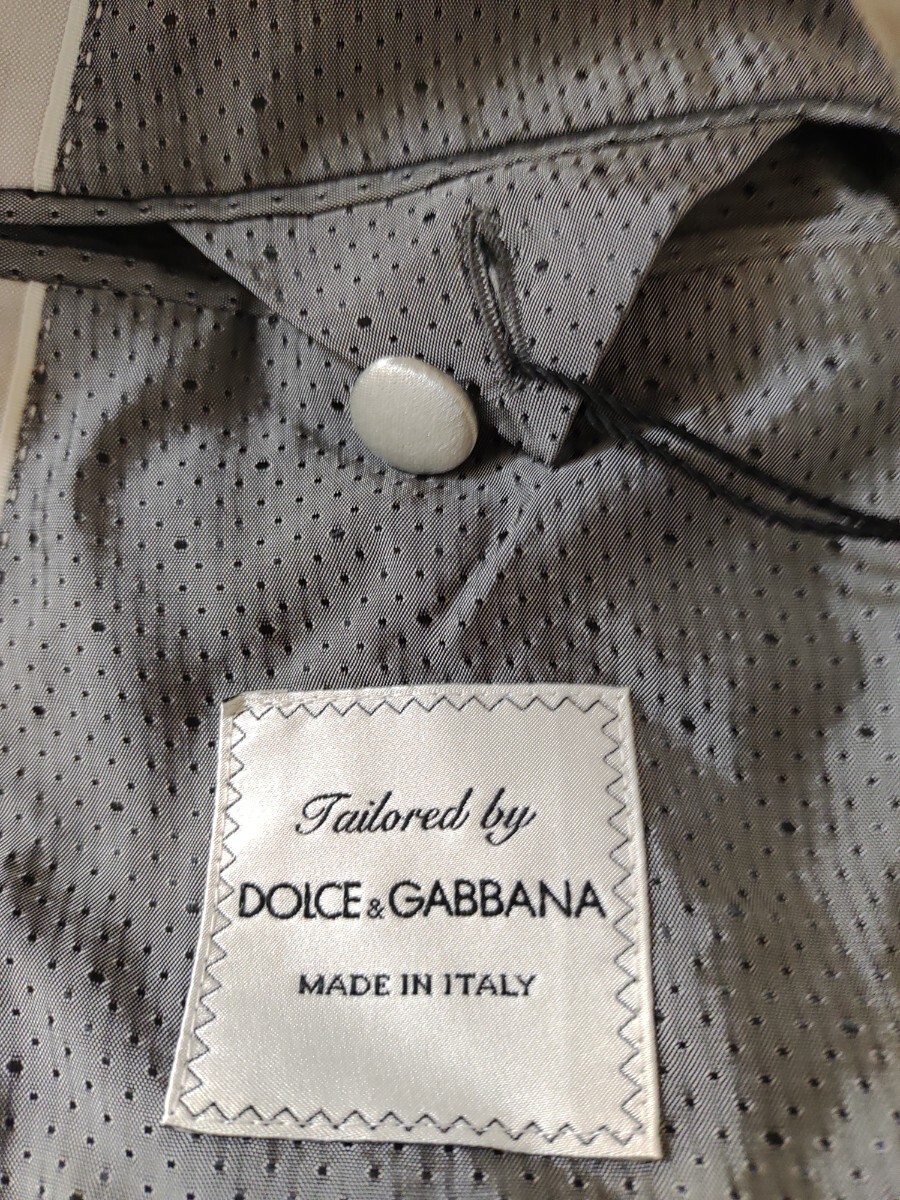 Tailored by
DOLCE & GABBANA
MADE IN ITALY